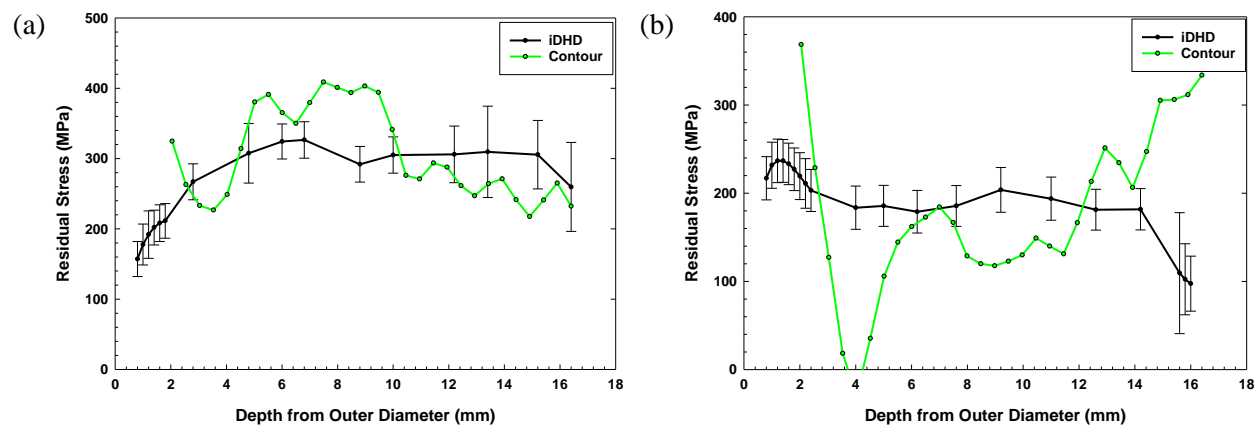 (a)
500
400
300
200
100
0
Residual Stress (MPa)
iDHD
Contour
0 2 4 6 8 10 12 14 16 18
Depth from Outer Diameter (mm)
(b)
400
300
200
100
0
Residual Stress (MPa)
iDHD
Contour
0 2 4 6 8 10 12 14 16 18
Depth from Outer Diameter (mm)